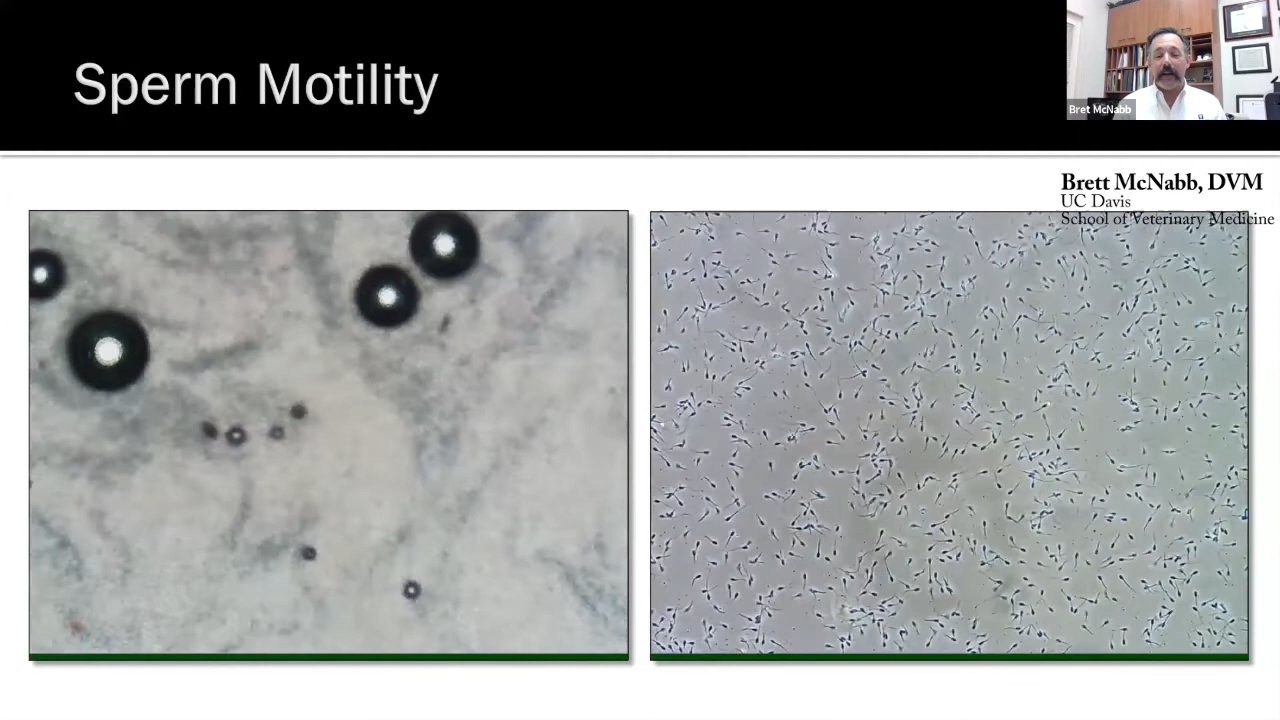 Sperm Motility
Bret McNabb
Brett McNabb, DVM
UC Davis
School of Veterinary Medicine